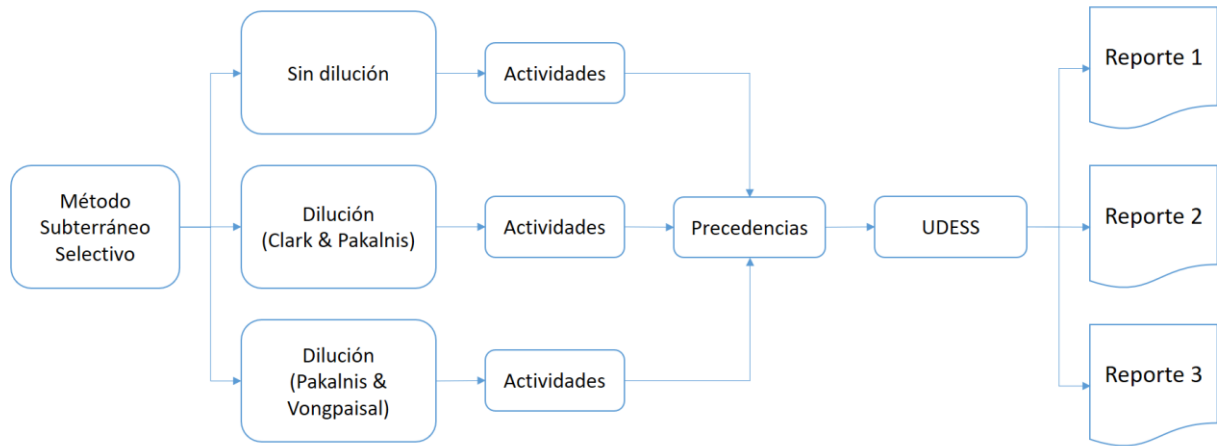 Sin dilución
Actividades
Reporte 1
Método
Subterráneo
Selectivo
Dilución
(Clark & Pakalnis)
Actividades
Precedencias
UDESS
Reporte 2
Dilución
(Pakalnis &
Vongpaisal)
Actividades
Reporte 3